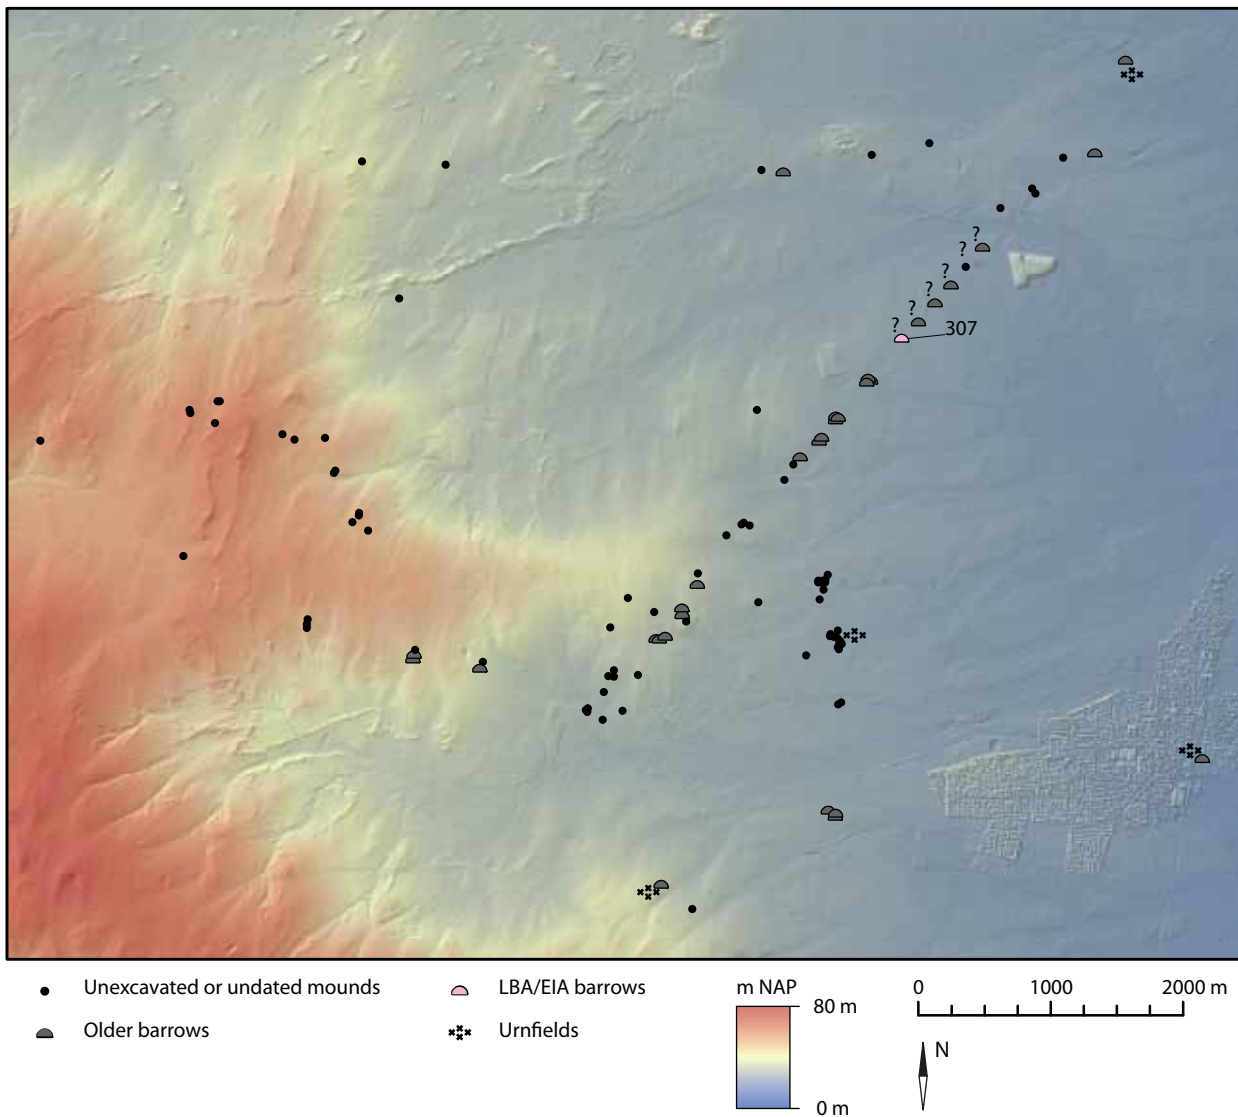 ?
?
?
?
?
?
307
Unexcavated or undated mounds
LBA/EIA barrows
Older barrows
Urnfields
m NAP
80 m
0 m
0 1000 2000 m
N